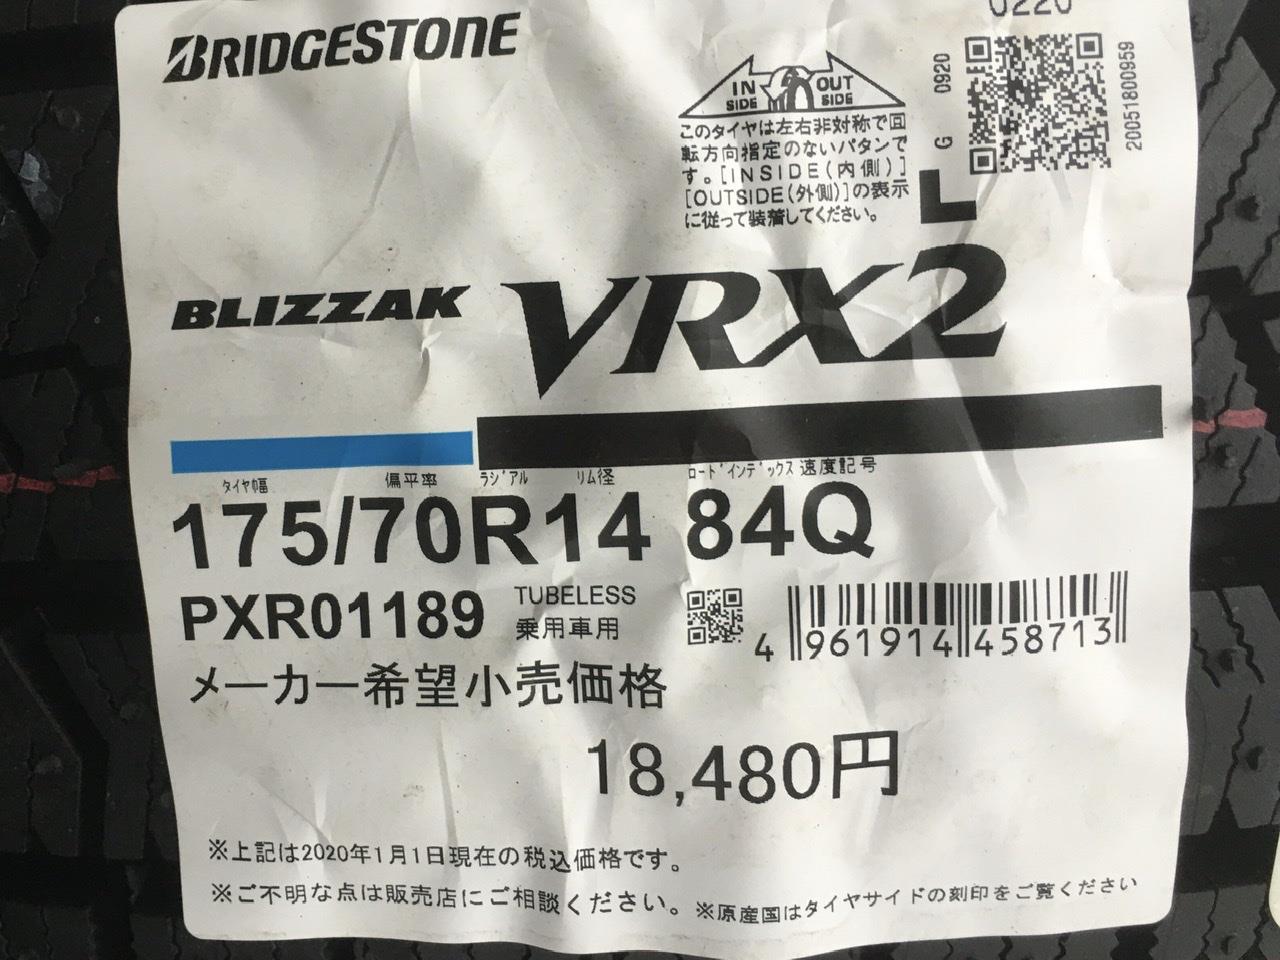 BRIDGESTONE
0220
G 0920
20051800959
IN SIDE
OUT SIDE
このタイヤは左右非対称で回
転方向指定のないパタンで
す。[INSIDE(内側)]
[OUTSIDE(外側)]の表示
に従って装着してください。
L
BLIZZAK VRX2
タイヤ幅 偏平率 ラジアル リム径 ロードインデックス 速度記号
175/70R14 84Q
PXR01189
TUBELESS
乗用車用
4 961914 458713
メーカー希望小売価格
18,480円
※上記は2020年1月1日現在の税込価格です。
※ご不明な点は販売店にご相談ください。※原産国はタイヤサイドの刻印をご覧ください